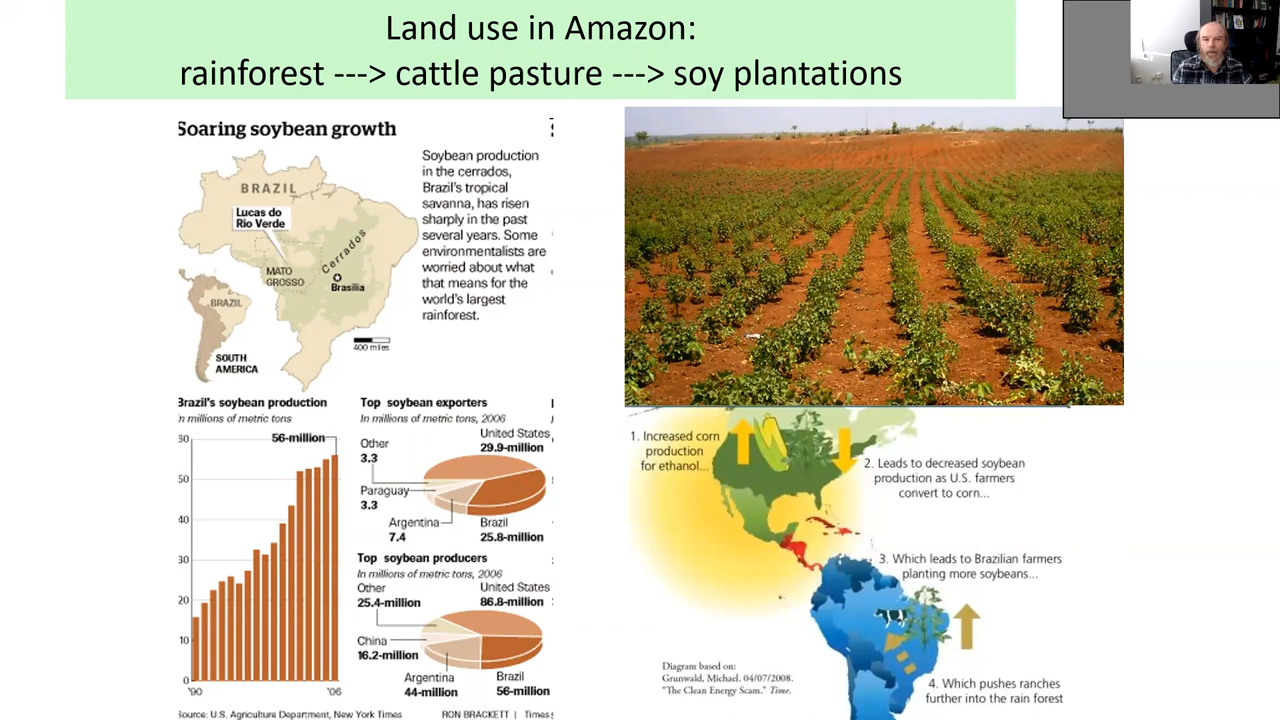 Land use in Amazon:
rainforest ---> cattle pasture ---> soy plantations
Soaring soybean growth
BRAZIL
Lucas do
Rio Verde
Cerrados
MATO
GROSSO
Brasilia
BRAZIL
SOUTH
AMERICA
400 miles
Soybean production
in the cerrados,
Brazil's tropical
savanna, has risen
sharply in the past
several years. Some
environmentalists are
worried about what
that means for the
world's largest
rainforest.
Brazil's soybean production
In millions of metric tons
56-million
60
50
40
30
20
10
0
'90
'06
Top soybean exporters
In millions of metric tons, 2006
Other
3.3
United States
29.9-million
Paraguay
3.3
Argentina
7.4
Brazil
25.8-million
Top soybean producers
In millions of metric tons, 2006
Other
25.4-million
United States
86.8-million
China
16.2-million
Argentina
44-million
Brazil
56-million
Source: U.S. Agriculture Department, New York Times
RON BRACKETT | Times
1. Increased corn
production
for ethanol...
2. Leads to decreased soybean
production as U.S. farmers
convert to corn...
3. Which leads to Brazilian farmers
planting more soybeans...
4. Which pushes ranches
further into the rain forest
Diagram based on:
Grunwald, Michael. 04/07/2008.
"The Clean Energy Scam." Time.